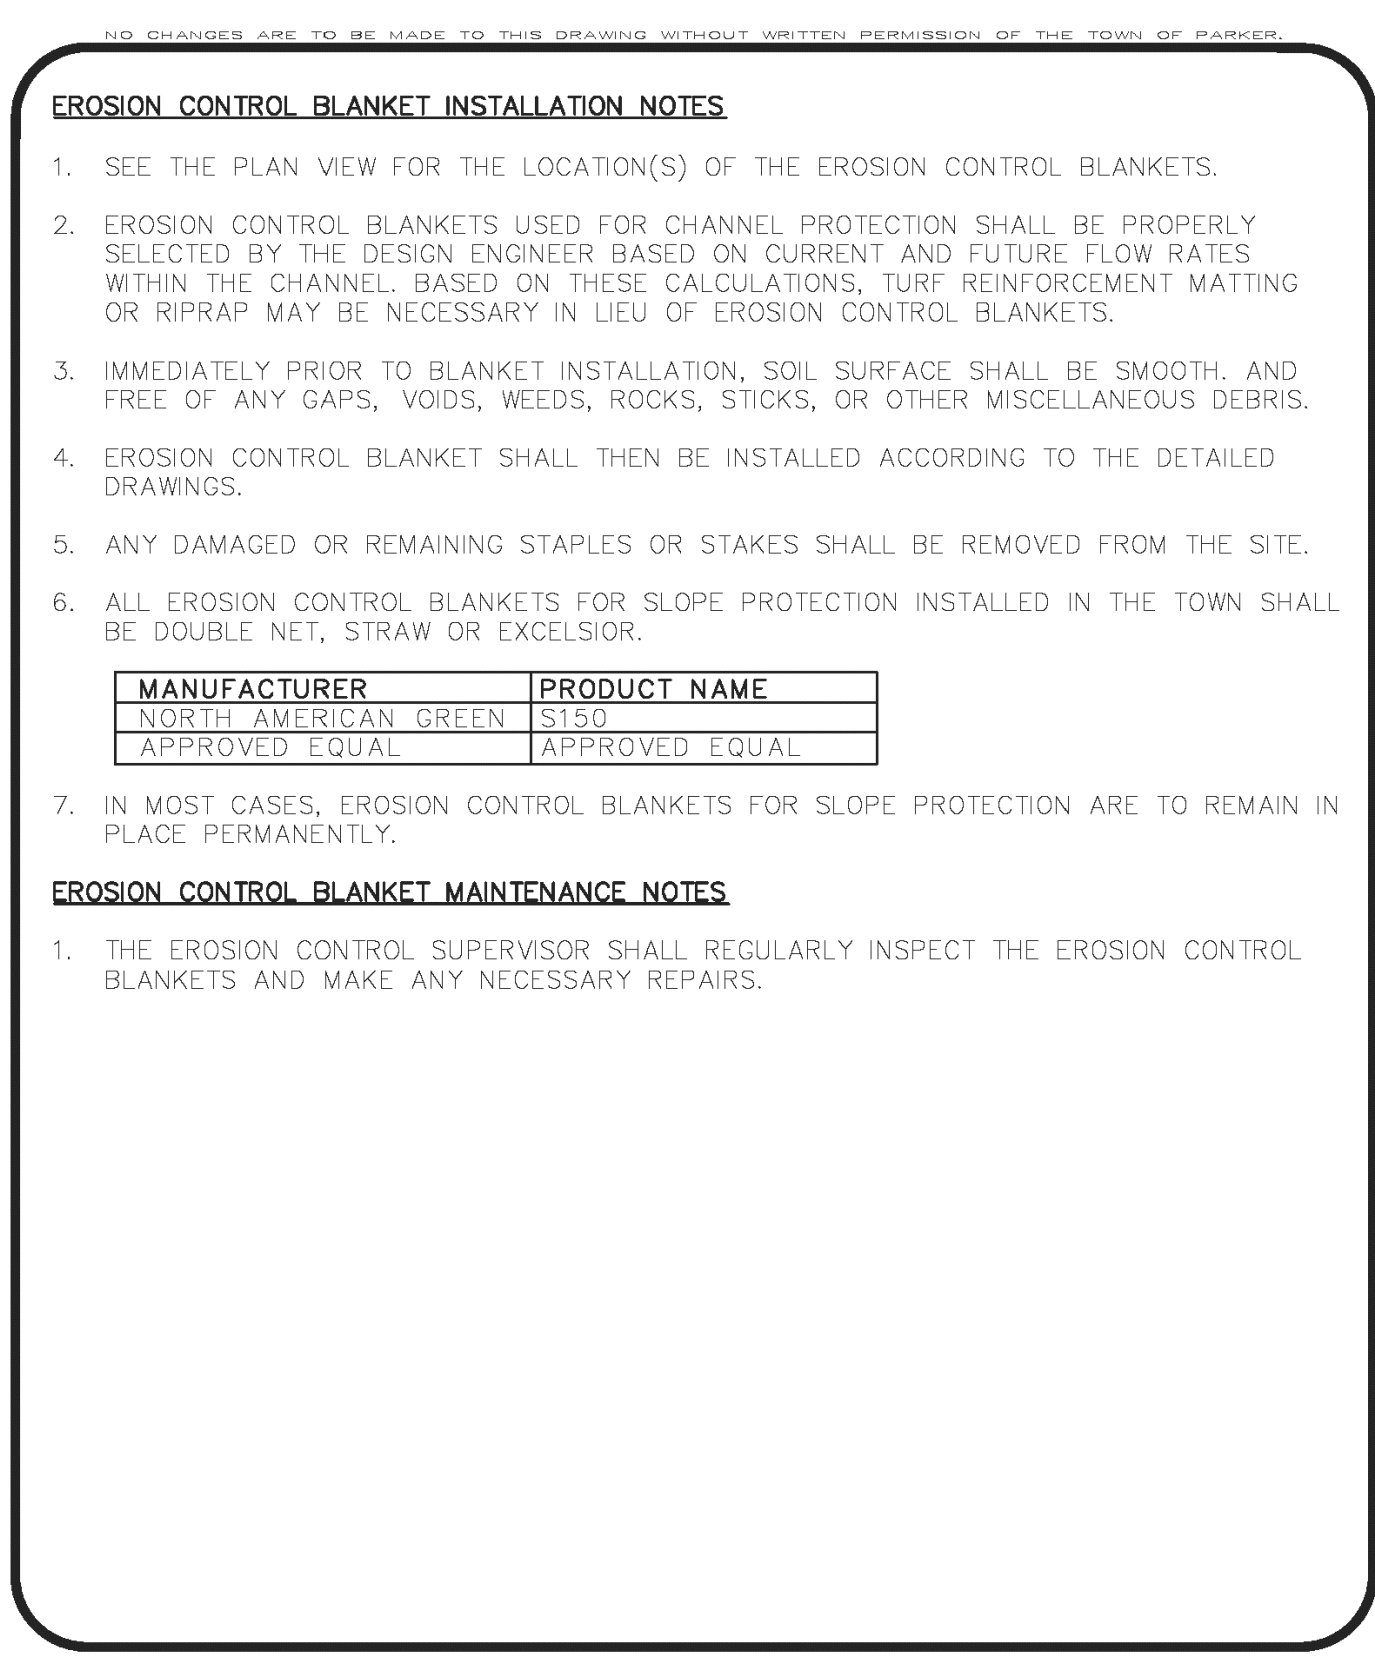 NO CHANGES ARE TO BE MADE TO THIS DRAWING WITHOUT WRITTEN PERMISSION OF THE TOWN OF PARKER.
EROSION CONTROL BLANKET INSTALLATION NOTES
1. SEE THE PLAN VIEW FOR THE LOCATION(S) OF THE EROSION CONTROL BLANKETS.
2. EROSION CONTROL BLANKETS USED FOR CHANNEL PROTECTION SHALL BE PROPERLY
SELECTED BY THE DESIGN ENGINEER BASED ON CURRENT AND FUTURE FLOW RATES
WITHIN THE CHANNEL. BASED ON THESE CALCULATIONS, TURF REINFORCEMENT MATTING
OR RIPRAP MAY BE NECESSARY IN LIEU OF EROSION CONTROL BLANKETS.
3. IMMEDIATELY PRIOR TO BLANKET INSTALLATION, SOIL SURFACE SHALL BE SMOOTH. AND
FREE OF ANY GAPS, VOIDS, WEEDS, ROCKS, STICKS, OR OTHER MISCELLANEOUS DEBRIS.
4. EROSION CONTROL BLANKET SHALL THEN BE INSTALLED ACCORDING TO THE DETAILED
DRAWINGS.
5. ANY DAMAGED OR REMAINING STAPLES OR STAKES SHALL BE REMOVED FROM THE SITE.
6. ALL EROSION CONTROL BLANKETS FOR SLOPE PROTECTION INSTALLED IN THE TOWN SHALL
BE DOUBLE NET, STRAW OR EXCELSIOR.
MANUFACTURER PRODUCT NAME
NORTH AMERICAN GREEN S150
APPROVED EQUAL APPROVED EQUAL
7. IN MOST CASES, EROSION CONTROL BLANKETS FOR SLOPE PROTECTION ARE TO REMAIN IN
PLACE PERMANENTLY.
EROSION CONTROL BLANKET MAINTENANCE NOTES
1. THE EROSION CONTROL SUPERVISOR SHALL REGULARLY INSPECT THE EROSION CONTROL
BLANKETS AND MAKE ANY NECESSARY REPAIRS.